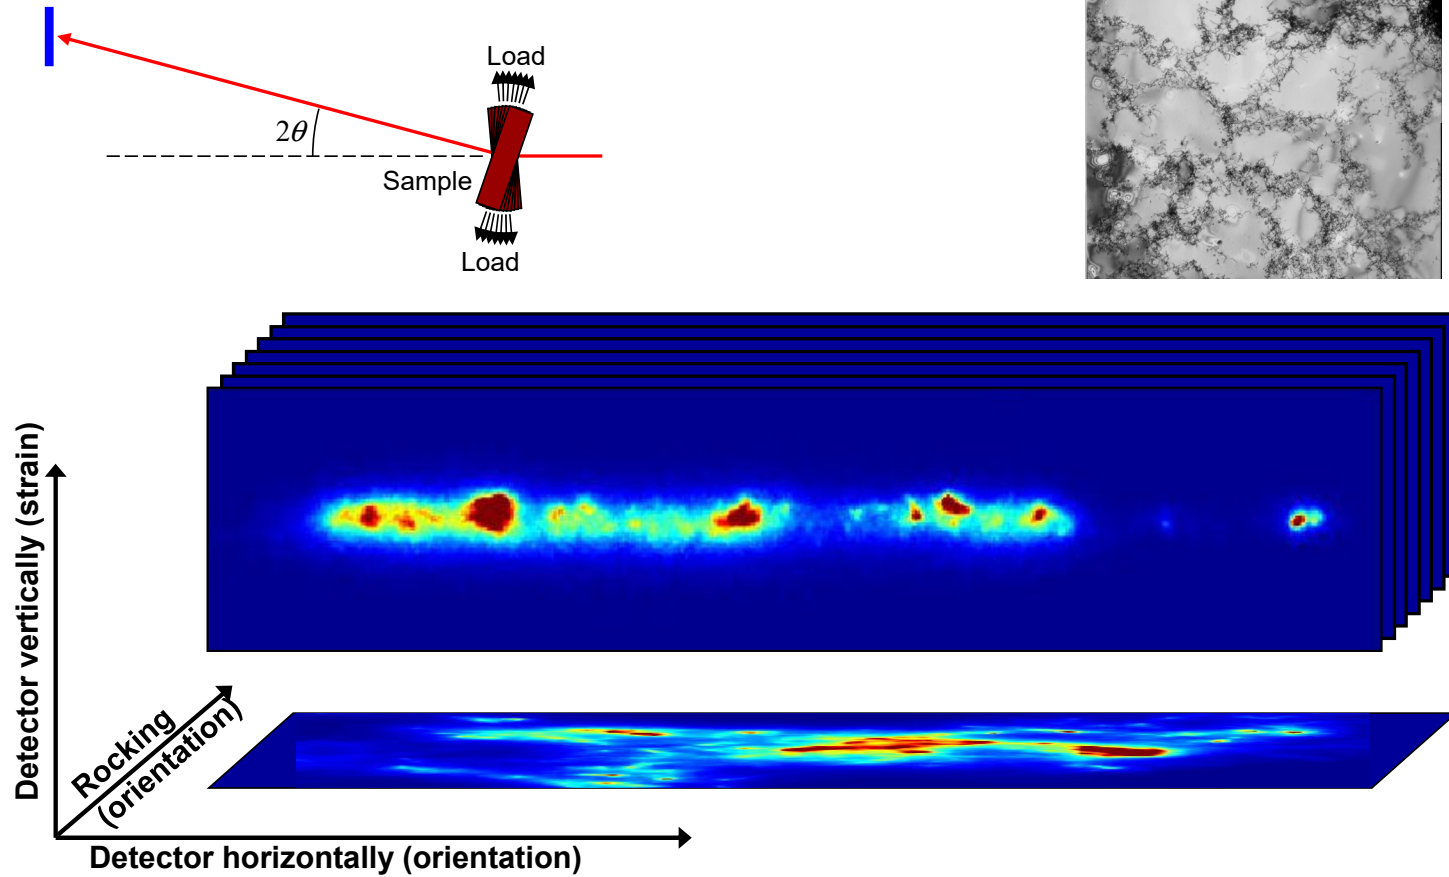 Load
2θ
Sample
Load
Detector vertically (strain)
Rocking
(orientation)
Detector horizontally (orientation)